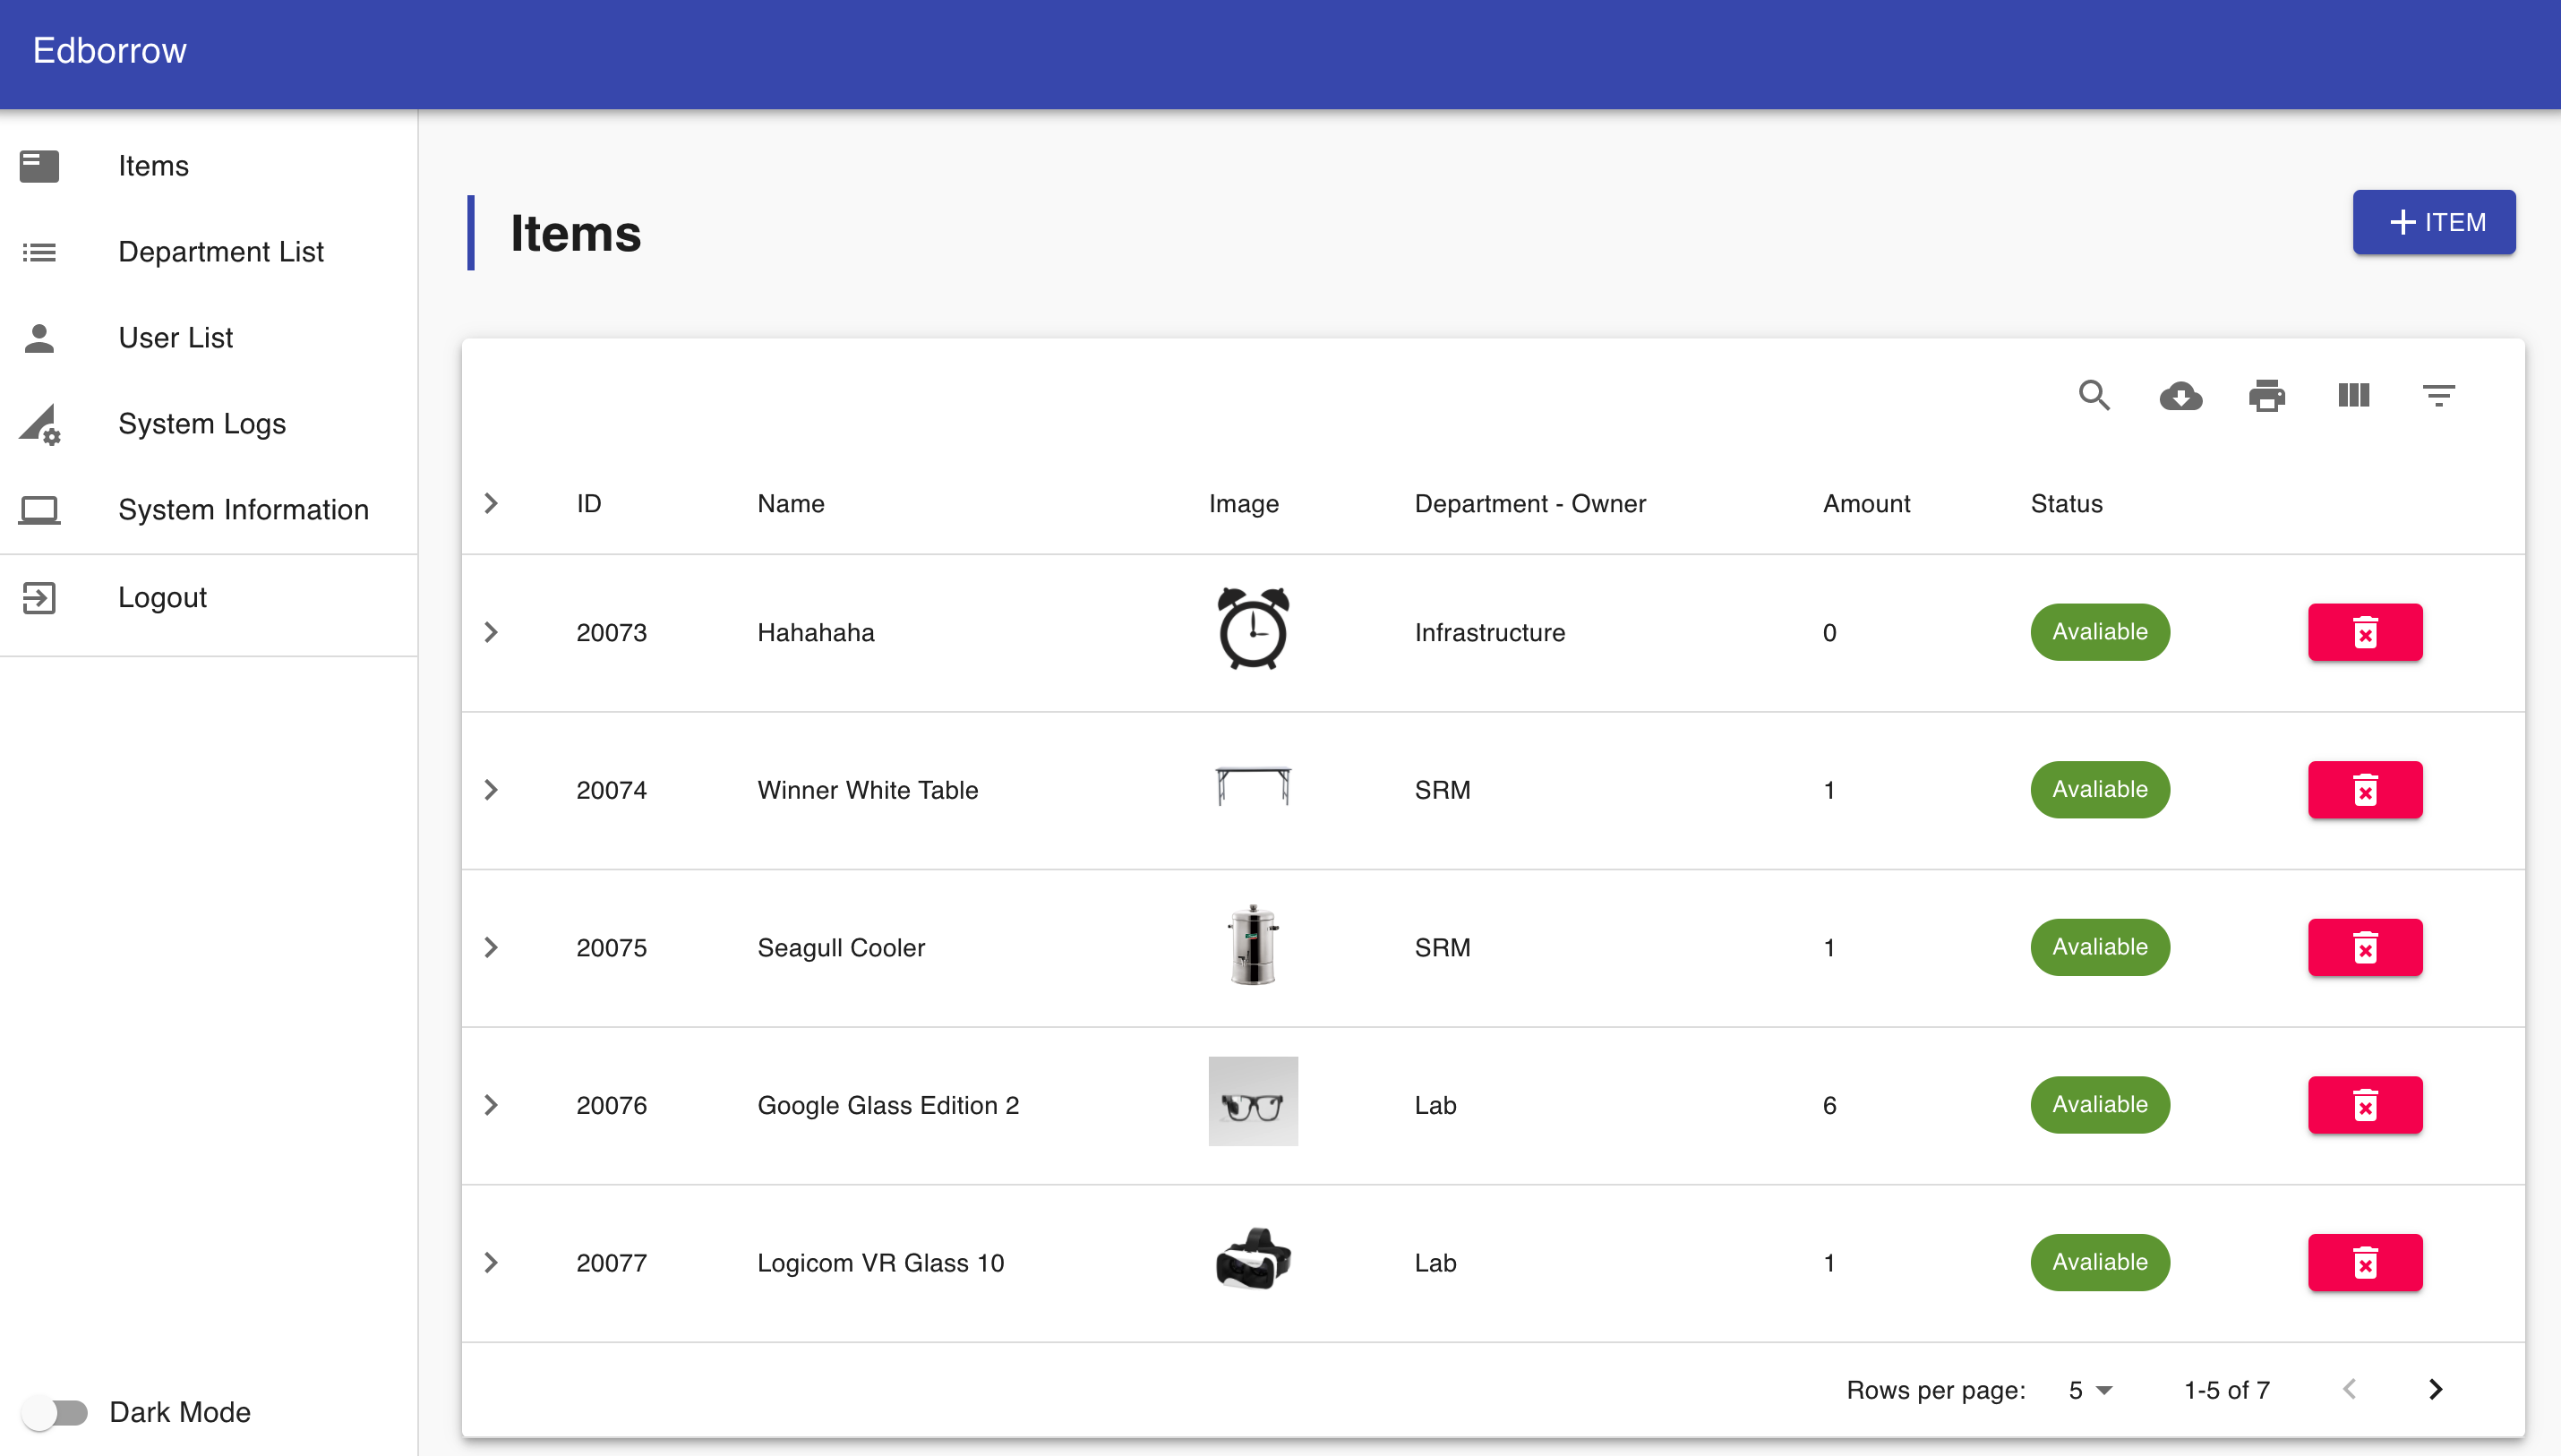 Edborrow
Items
Department List
User List
System Logs
System Information
Logout
Dark Mode
Items
+ ITEM
ID Name Image Department - Owner Amount Status
20073 Hahahaha Infrastructure 0 Avaliable
20074 Winner White Table SRM 1 Avaliable
20075 Seagull Cooler SRM 1 Avaliable
20076 Google Glass Edition 2 Lab 6 Avaliable
20077 Logicom VR Glass 10 Lab 1 Avaliable
Rows per page: 5 1-5 of 7